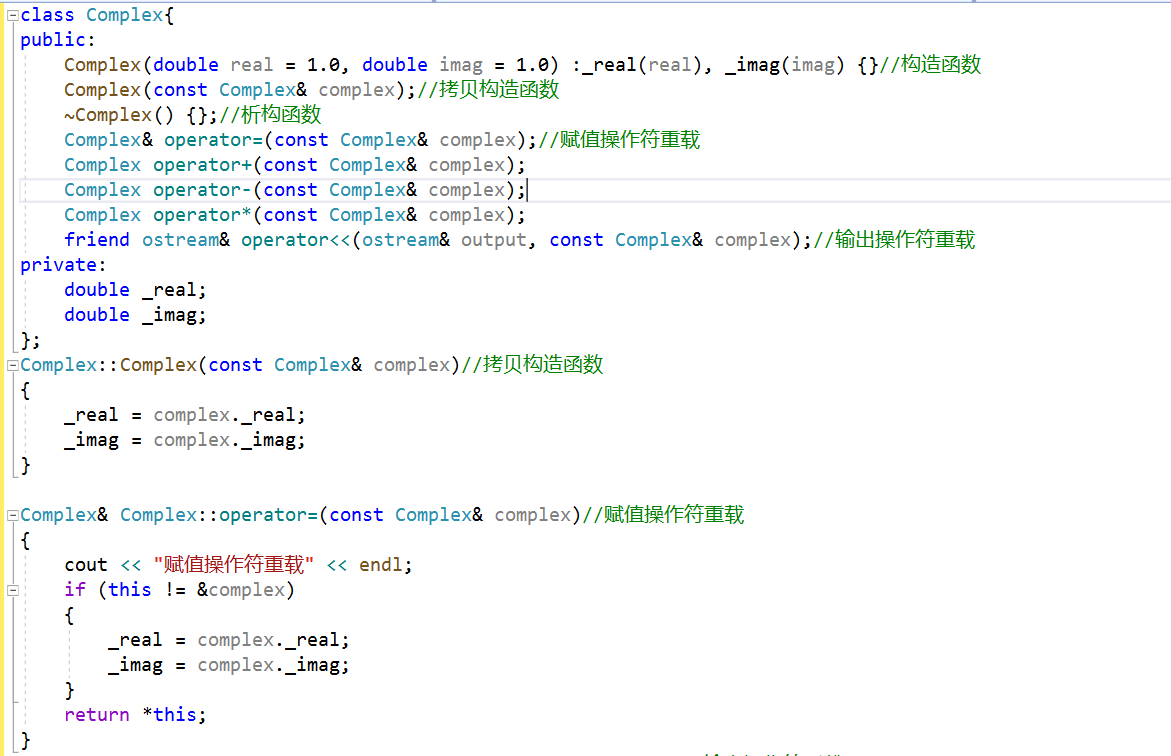 class Complex{
public:
    Complex(double real = 1.0, double imag = 1.0) :_real(real), _imag(imag) {}//构造函数
    Complex(const Complex& complex);//拷贝构造函数
    ~Complex() {};//析构函数
    Complex& operator=(const Complex& complex);//赋值操作符重载
    Complex operator+(const Complex& complex);
    Complex operator-(const Complex& complex);
    Complex operator*(const Complex& complex);
    friend ostream& operator<<(ostream& output, const Complex& complex);//输出操作符重载
private:
    double _real;
    double _imag;
};
Complex::Complex(const Complex& complex)//拷贝构造函数
{
    _real = complex._real;
    _imag = complex._imag;
}
Complex& Complex::operator=(const Complex& complex)//赋值操作符重载
{
    cout << "赋值操作符重载" << endl;
    if (this != &complex)
    {
        _real = complex._real;
        _imag = complex._imag;
    }
    return *this;
}